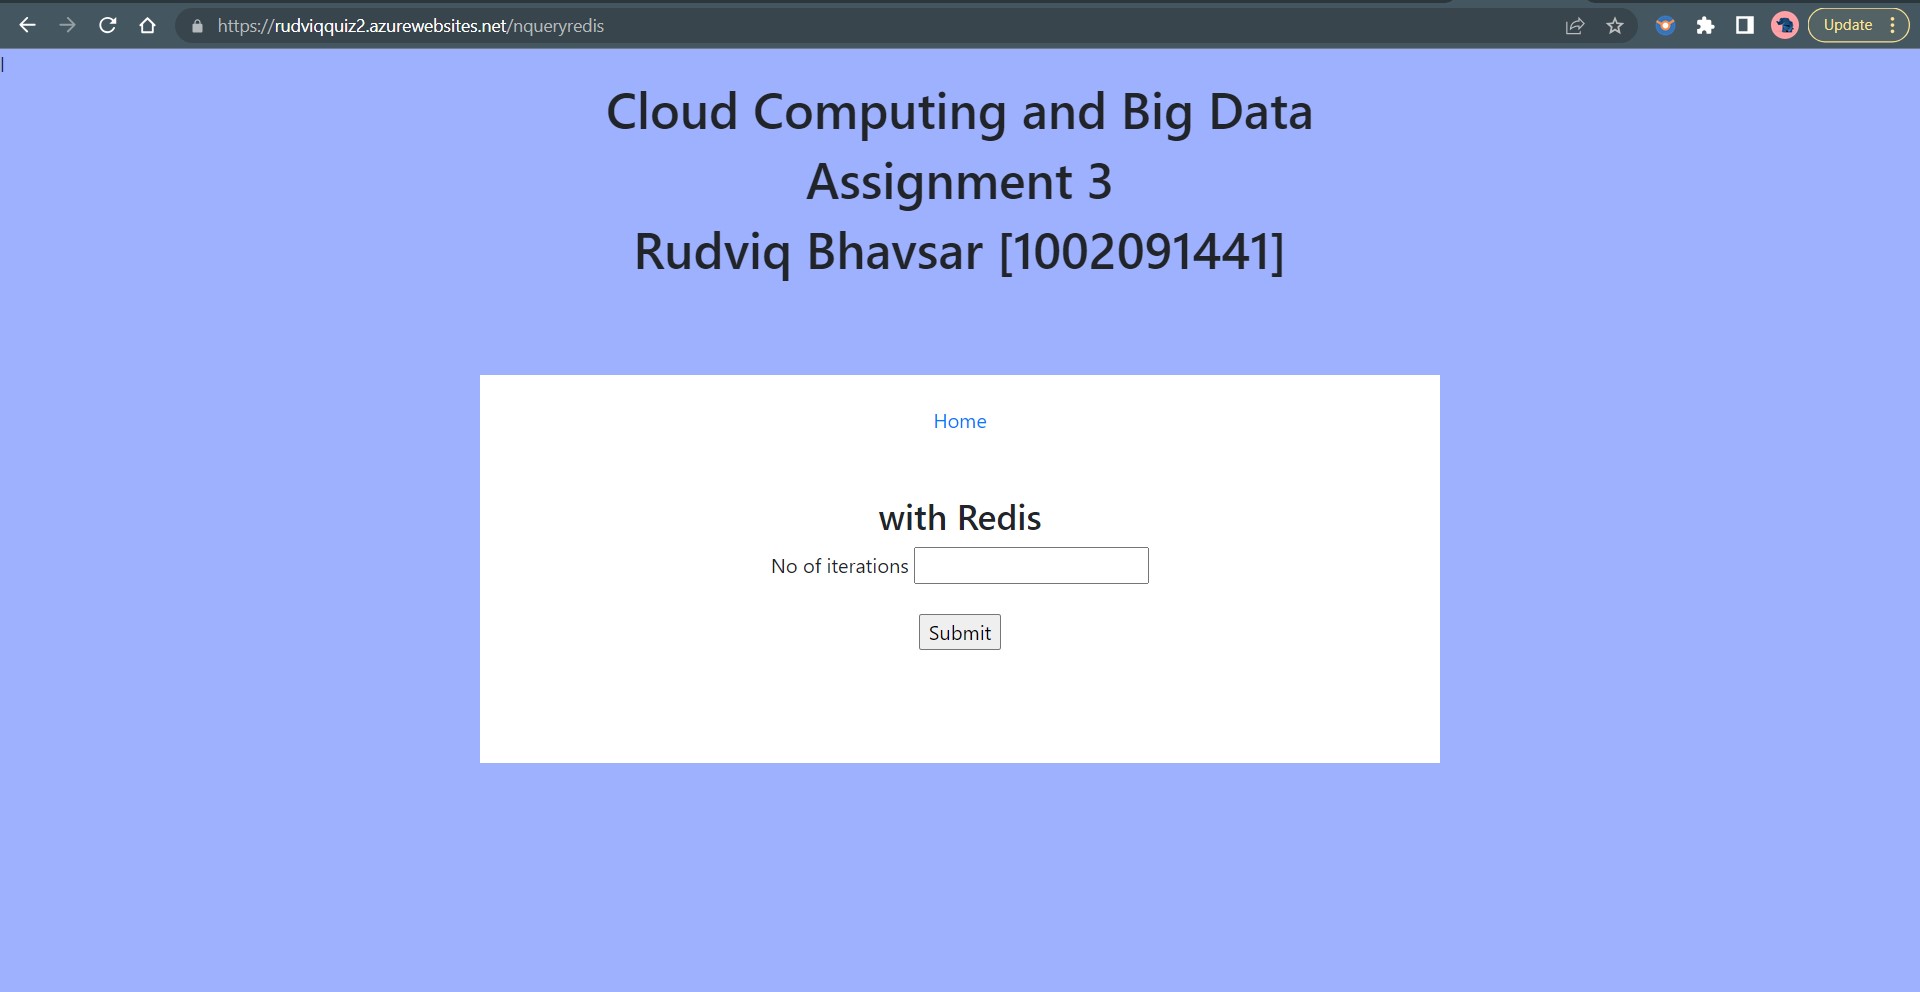 https://rudviqquiz2.azurewebsites.net/nqueryredis
Update
|
Cloud Computing and Big Data
Assignment 3
Rudviq Bhavsar [1002091441]
Home
with Redis
No of iterations
Submit